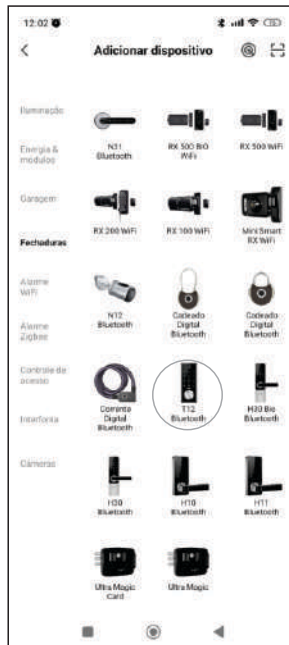 12:02
Adicionar dispositivo
Iluminação
Energia &
módulos
Garagem
Fechaduras
Alarme
WiFi
Alarme
Zigbee
Controle de
acesso
Interfonia
Câmeras
N31
Bluetooth
RX 500 BIO
WiFi
RX 500 WiFi
RX 200 WiFi
RX 100 WiFi
Mini Smart
RX WiFi
N12
Bluetooth
Cadeado
Digital
Bluetooth
Cadeado
Digital
Bluetooth
Corrente
Digital
Bluetooth
T12
Bluetooth
H30 Bio
Bluetooth
H30
Bluetooth
H10
Bluetooth
H11
Bluetooth
Ultra Magic
Card
Ultra Magic